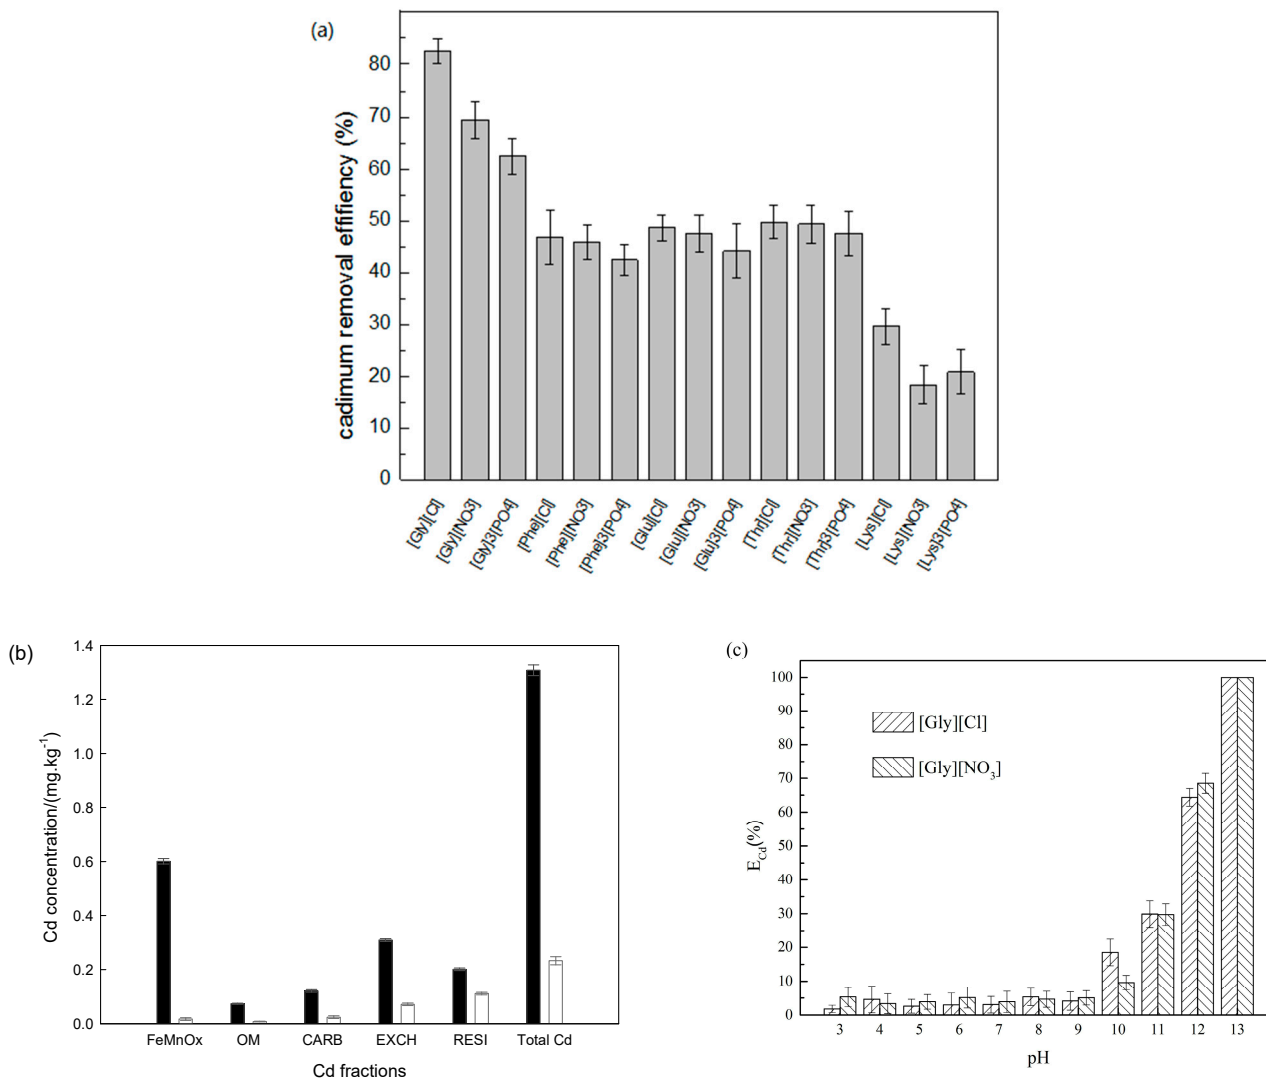 (a)
cadimum removal effifiency (%)
80
70
60
50
40
30
20
10
0
[Gly][Cl]
[Gly][NO3]
[Gly]3[PO4]
[Phe][Cl]
[Phe][NO3]
[Phe]3[PO4]
[Glu][Cl]
[Glu][NO3]
[Glu]3[PO4]
[Thr][Cl]
[Thr][NO3]
[Thr]3[PO4]
[Lys][Cl]
[Lys][NO3]
[Lys]3[PO4]
(b)
Cd concentration/(mg.kg⁻¹)
1.4
1.2
1.0
0.8
0.6
0.4
0.2
0.0
FeMnOx OM CARB EXCH RESI Total Cd
Cd fractions
(c)
E_Cd(%)
100
90
80
70
60
50
40
30
20
10
0
[Gly][Cl]
[Gly][NO₃]
3 4 5 6 7 8 9 10 11 12 13
pH